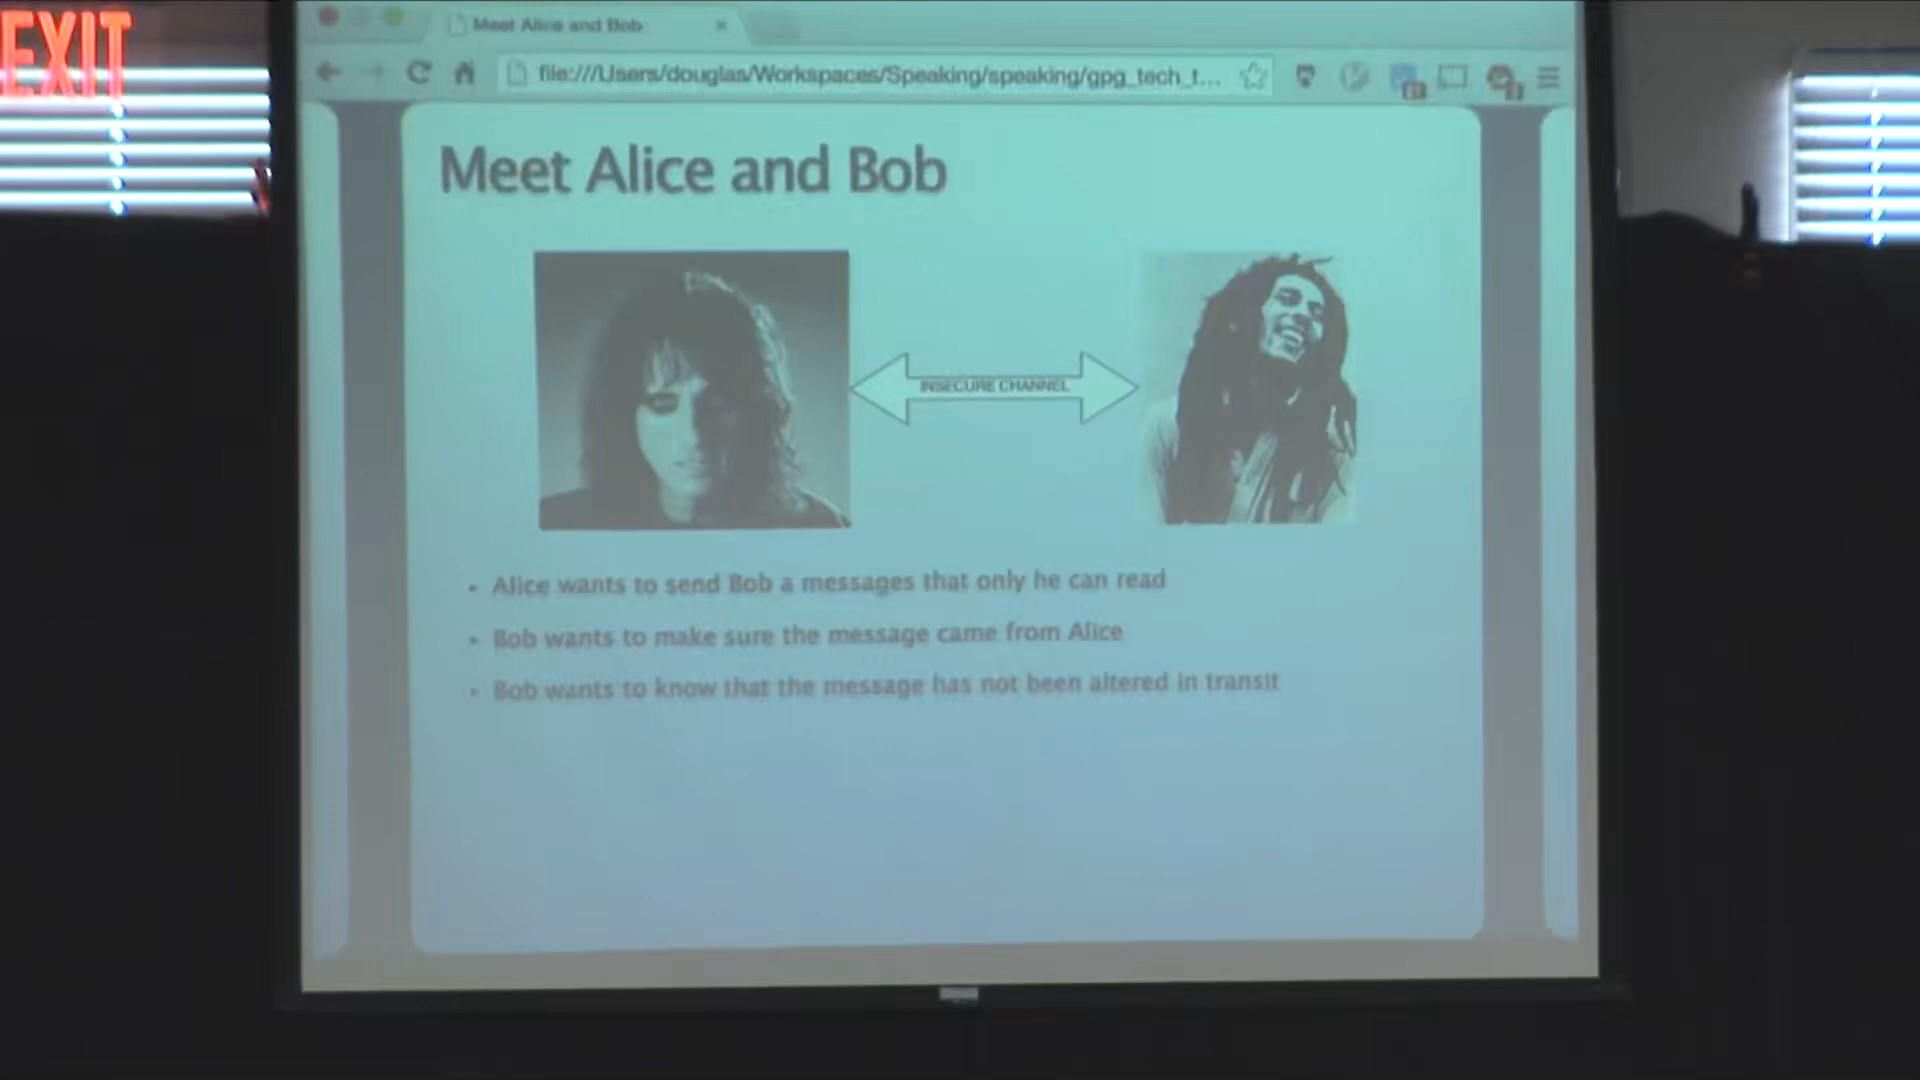 EXIT
Meet Alice and Bob
file:///Users/douglas/Workspaces/Speaking/speaking/gpg_tech_t...
Meet Alice and Bob
INSECURE CHANNEL
• Alice wants to send Bob a messages that only he can read
• Bob wants to make sure the message came from Alice
• Bob wants to know that the message has not been altered in transit